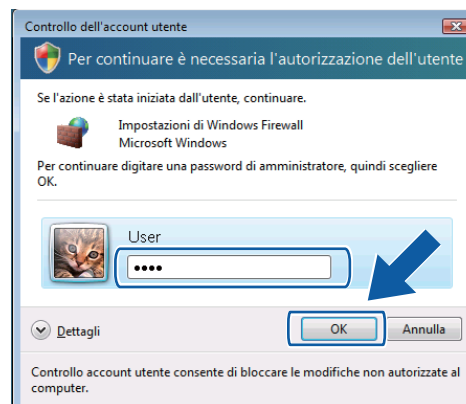 Controllo dell'account utente
Per continuare è necessaria l'autorizzazione dell'utente
Se l'azione è stata iniziata dall'utente, continuare.
Impostazioni di Windows Firewall
Microsoft Windows
Per continuare digitare una password di amministratore, quindi scegliere
OK.
User
••••
Dettagli
OK
Annulla
Controllo account utente consente di bloccare le modifiche non autorizzate al
computer.